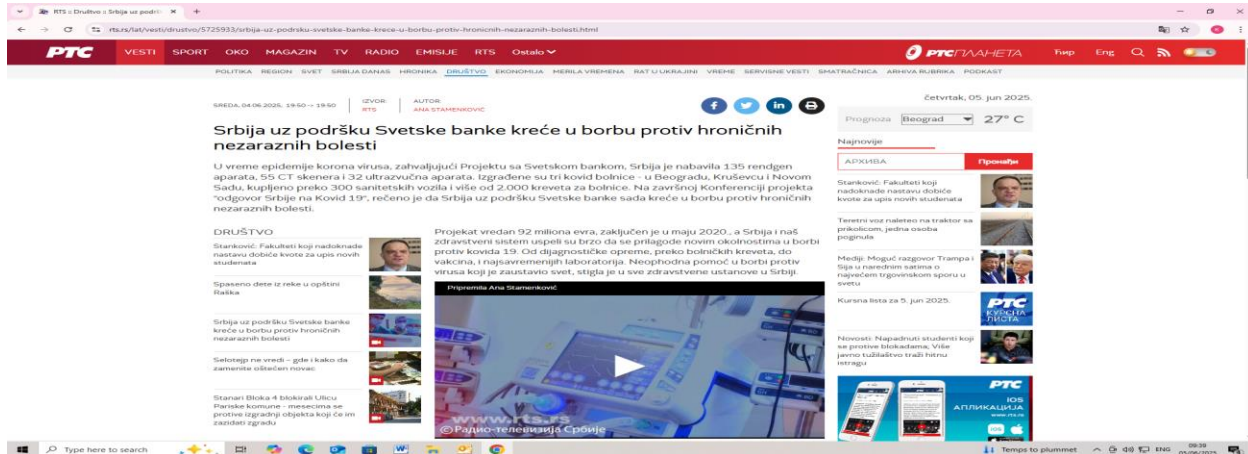 RTS :: Društvo :: Srbija uz podrš
rts.rs/lat/vesti/drustvo/5725933/srbija-uz-podrsku-svetske-banke-krece-u-borbu-protiv-hronicnih-nezaraznih-bolesti.html
РТС VESTI SPORT OKO MAGAZIN TV RADIO EMISIJE RTS Ostalo
РТС ПЛАНЕТА Ћир Eng
POLITIKA REGION SVET SRBIJA DANAS HRONIKA DRUŠTVO EKONOMIJA MERILA VREMENA RAT U UKRAJINI VREME SERVISNE VESTI SMATRAČNICA ARHIVA RUBRIKA PODKAST
SREDA, 04.06.2025, 19:50 -> 19:50
IZVOR:
RTS
AUTOR:
ANA STAMENKOVIĆ
Srbija uz podršku Svetske banke kreće u borbu protiv hroničnih
nezaraznih bolesti
U vreme epidemije korona virusa, zahvaljujući Projektu sa Svetskom bankom, Srbija je nabavila 135 rendgen
aparata, 55 CT skenera i 32 ultrazvučna aparata. Izgrađene su tri kovid bolnice - u Beogradu, Kruševcu i Novom
Sadu, kupljeno preko 300 sanitetskih vozila i više od 2.000 kreveta za bolnice. Na završnoj Konferenciji projekta
"odgovor Srbije na Kovid 19", rečeno je da Srbija uz podršku Svetske banke sada kreće u borbu protiv hroničnih
nezaraznih bolesti.
DRUŠTVO
Stanković: Fakulteti koji nadoknade
nastavu dobiće kvote za upis novih
studenata
Spaseno dete iz reke u opštini
Raška
Srbija uz podršku Svetske banke
kreće u borbu protiv hroničnih
nezaraznih bolesti
Selotejp ne vredi – gde i kako da
zamenite oštećen novac
Stanari Bloka 4 blokirali Ulicu
Pariske komune - mesecima se
protive izgradnji objekta koji će im
zazidati zgradu
Projekat vredan 92 miliona evra, zaključen je u maju 2020., a Srbija i naš
zdravstveni sistem uspeli su brzo da se prilagode novim okolnostima u borbi
protiv kovida 19. Od dijagnostičke opreme, preko bolničkih kreveta, do
vakcina, i najsavremenijih laboratorija. Neophodna pomoć u borbi protiv
virusa koji je zaustavio svet, stigla je u sve zdravstvene ustanove u Srbiji.
Pripremila Ana Stamenković
www.rts.rs
©Радио-телевизија Србије
četvrtak, 05. jun 2025.
Prognoza Beograd 27° C
Najnovije
АРХИВА Пронађи
Stanković: Fakulteti koji
nadoknade nastavu dobiće
kvote za upis novih studenata
Teretni voz naleteo na traktor sa
prikolicom, jedna osoba
poginula
Mediji: Moguć razgovor Trampa i
Sija u narednim satima o
najvećem trgovinskom sporu u
svetu
Kursna lista za 5. jun 2025.
РТС
КУРСНА
ЛИСТА
Novosti: Napadnuti studenti koji
se protive blokadama; Više
javno tužilaštvo traži hitnu
istragu
РТС
IOS
АПЛИКАЦИЈА
www.rts.rs
Type here to search
Temps to plummet ENG 09:39
05/06/2025